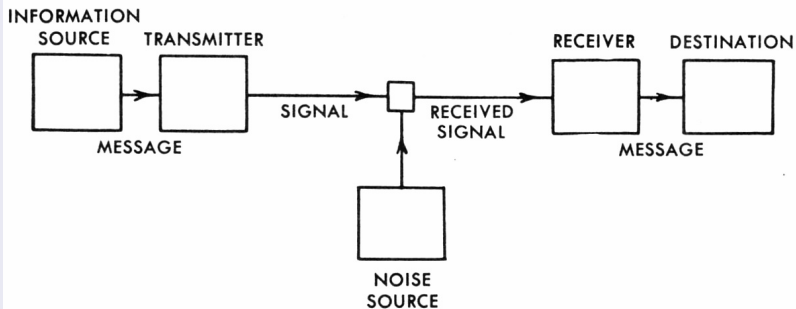 INFORMATION
SOURCE
TRANSMITTER
RECEIVER
DESTINATION
SIGNAL
RECEIVED
SIGNAL
MESSAGE
MESSAGE
NOISE
SOURCE